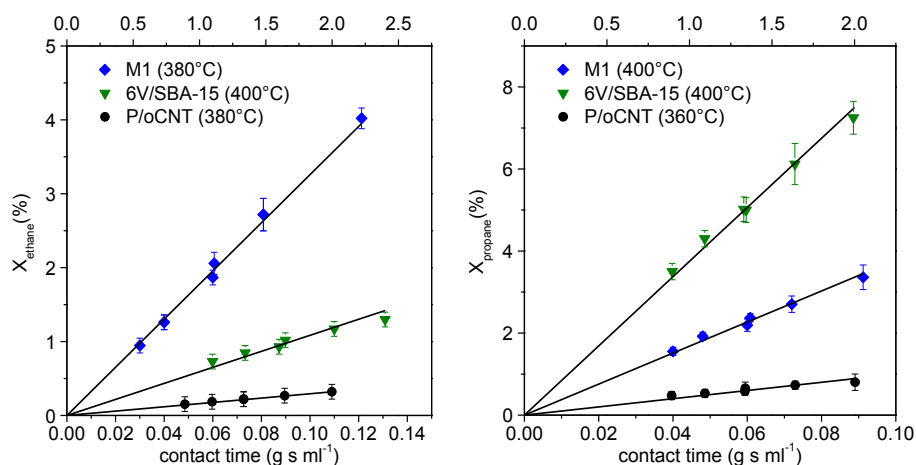 0.0 0.5 1.0 1.5 2.0 2.5
5
4
3
2
1
0
X_ethane(%)
M1 (380°C)
6V/SBA-15 (400°C)
P/oCNT (380°C)
0.00 0.02 0.04 0.06 0.08 0.10 0.12 0.14
contact time (g s ml⁻¹)
0.0 0.5 1.0 1.5 2.0
8
6
4
2
0
X_propane(%)
M1 (400°C)
6V/SBA-15 (400°C)
P/oCNT (360°C)
0.00 0.02 0.04 0.06 0.08 0.10
contact time (g s ml⁻¹)